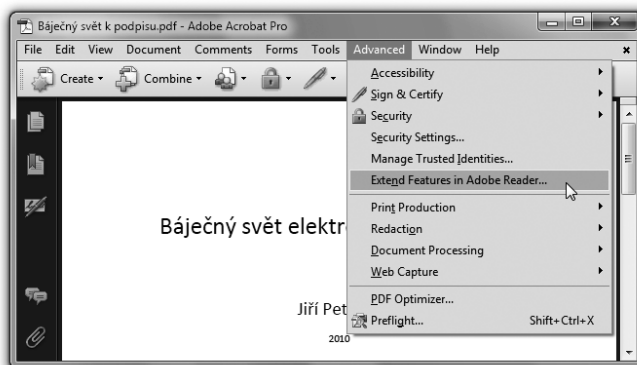 Báječný svět k podpisu.pdf - Adobe Acrobat Pro
File Edit View Document Comments Forms Tools Advanced Window Help
Create Combine
Accessibility
Sign & Certify
Security
Security Settings...
Manage Trusted Identities...
Extend Features in Adobe Reader...
Print Production
Redaction
Document Processing
Web Capture
PDF Optimizer...
Preflight... Shift+Ctrl+X
Báječný svět elektr
Jiří Pet
2010